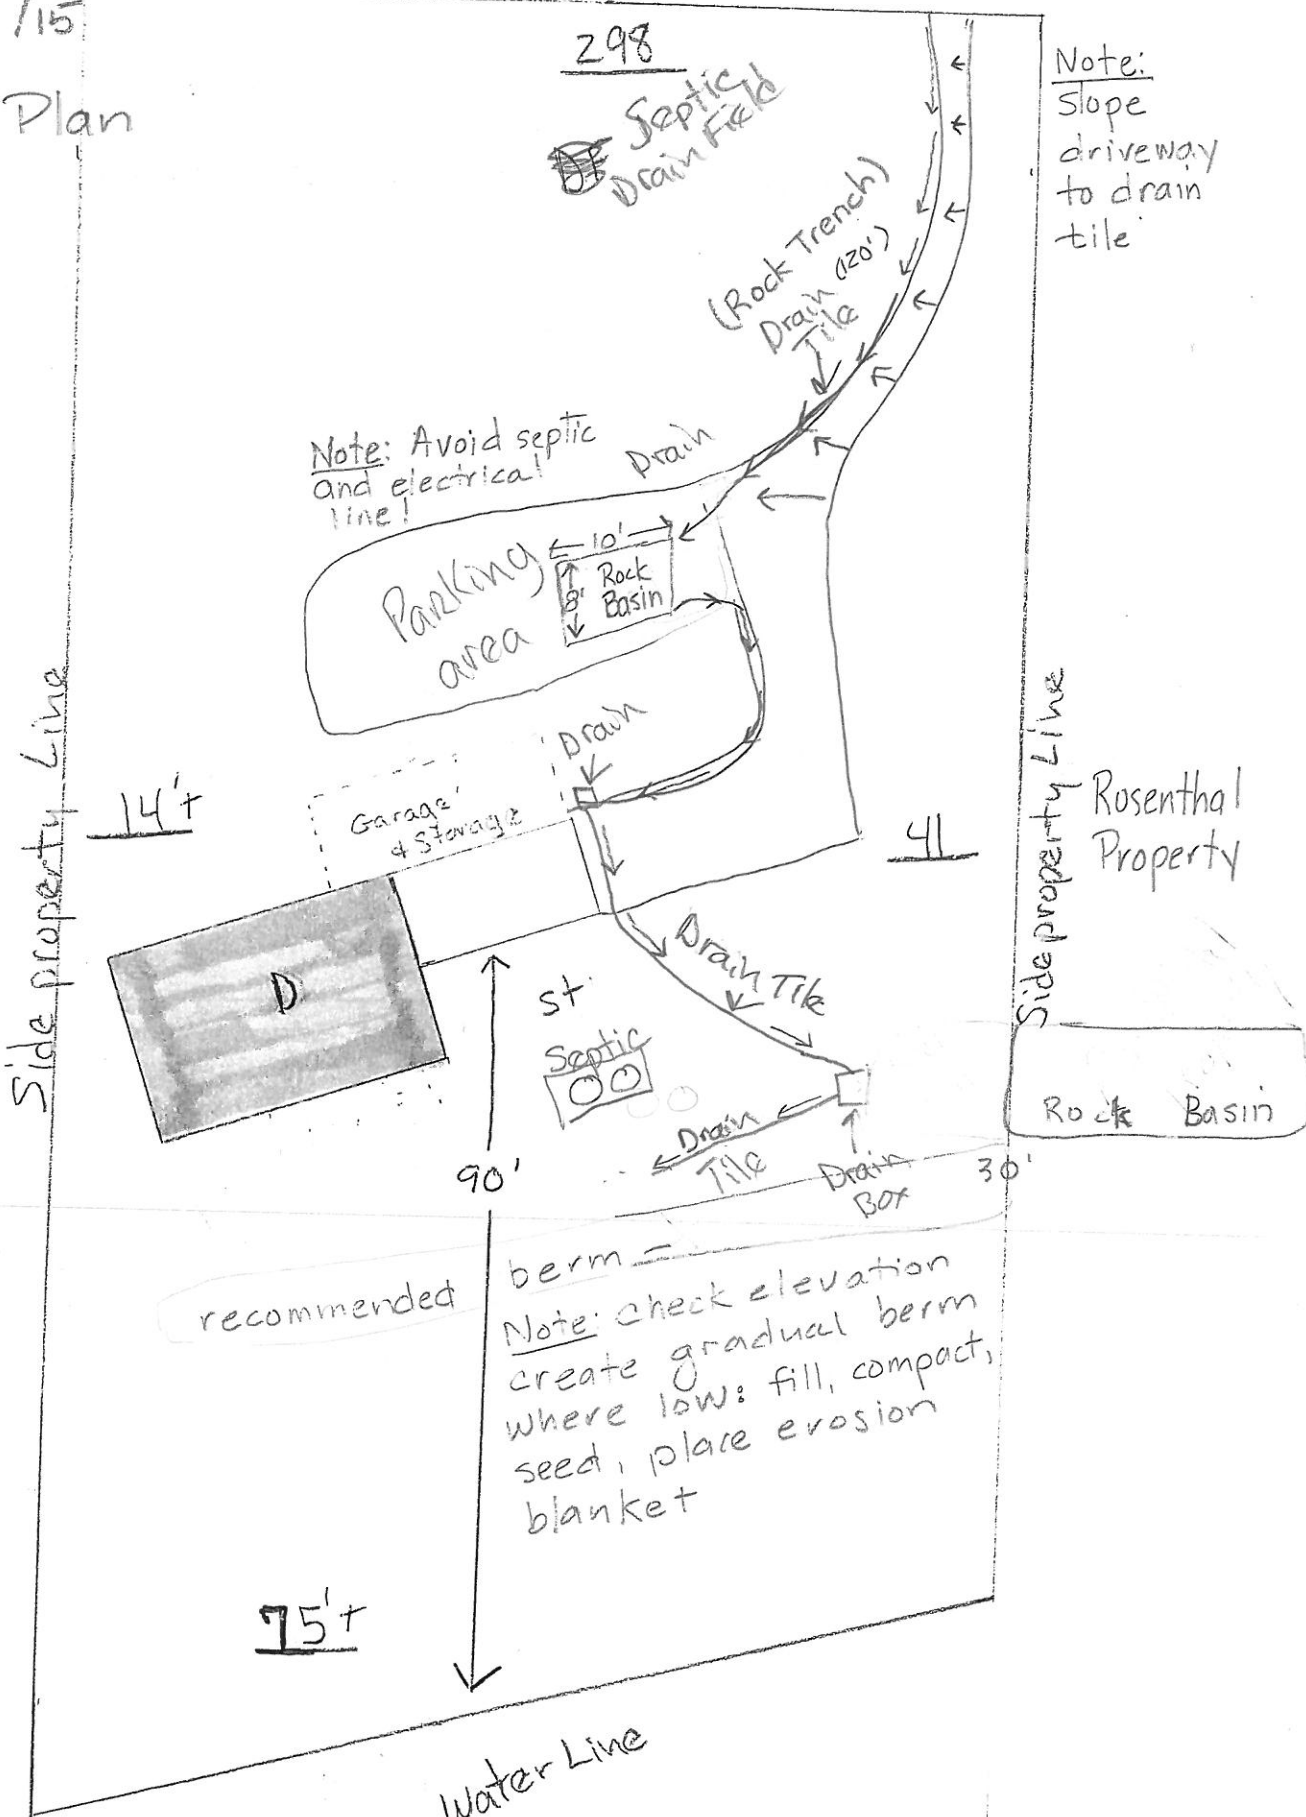 /15
Plan
298
Septic
Drain Field
DF
Note:
Slope
driveway
to drain
tile
(Rock Trench)
Drain (120')
Tile
Note: Avoid septic
and electrical
line!
Drain
Parking
area
10'
8'
Rock
Basin
Drain
Garage
& Storage
14'+
41
Side property Line
Side property Line
Rosenthal
Property
D
St
Septic
Drain Tile
Drain
Tile
Drain
Box
Rock Basin
30'
90'
recommended
berm =
Note: Check elevation
create gradual berm
where low: fill, compact,
seed, place erosion
blanket
75'+
Water Line